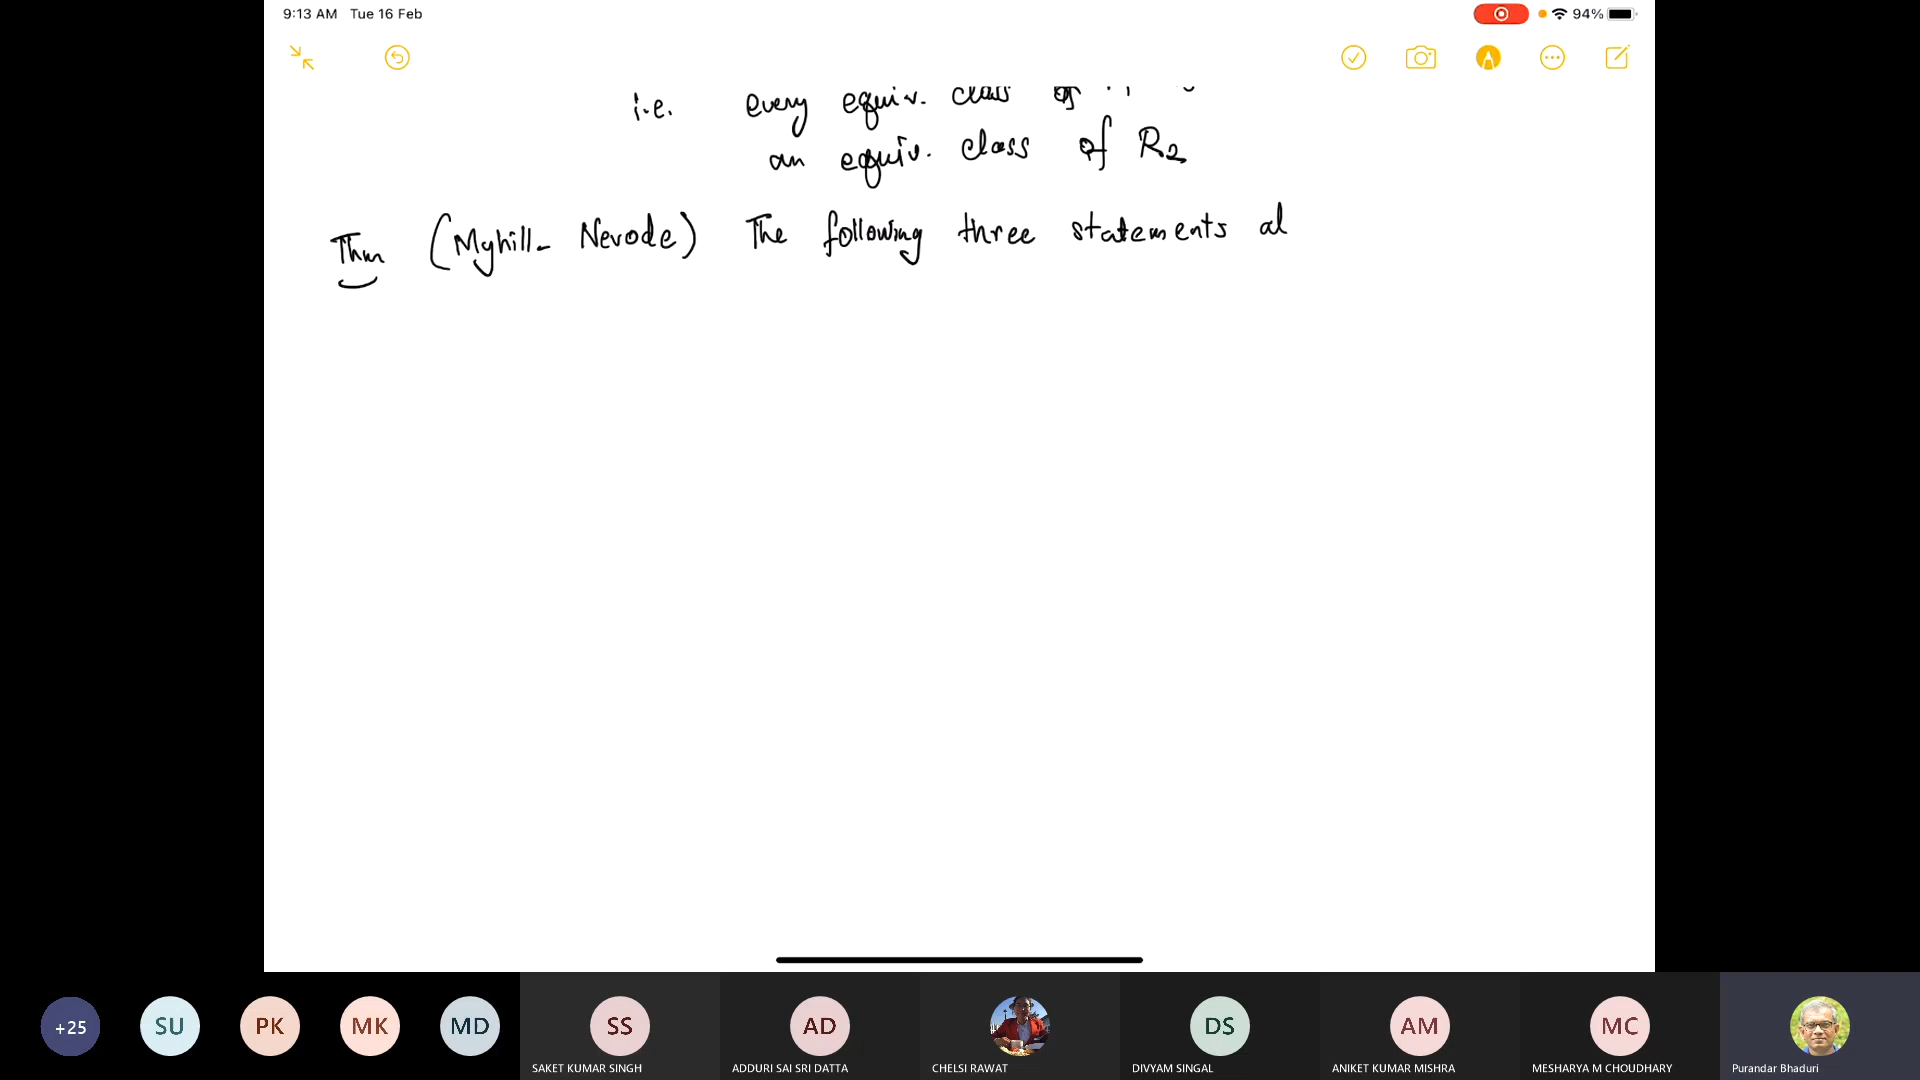 9:13 AM Tue 16 Feb
94%
i.e. every equiv. class of
an equiv. class of R2
Thm (Myhill- Nerode) The following three statements a
+25
SU
PK
MK
MD
SS
AD
DS
AM
MC
SAKET KUMAR SINGH
ADDURI SAI SRI DATTA
CHELSI RAWAT
DIVYAM SINGAL
ANIKET KUMAR MISHRA
MESHARYA M CHOUDHARY
Purandar Bhaduri